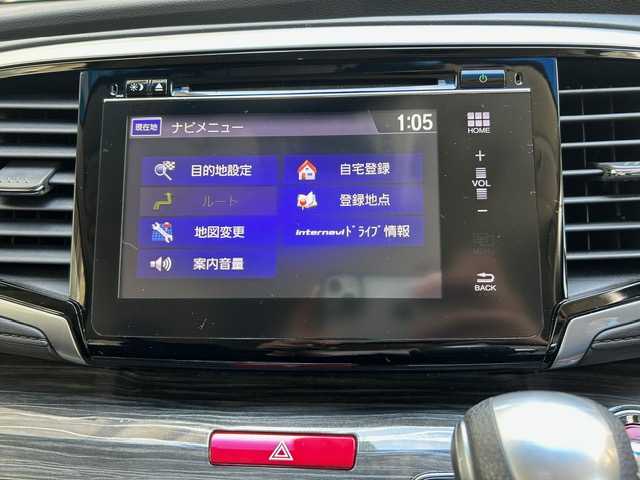 現在地 ナビメニュー 1:05
目的地設定 自宅登録
ルート 登録地点
地図変更 internaviドライブ情報
案内音量
HOME
+
VOL
-
MENU
BACK